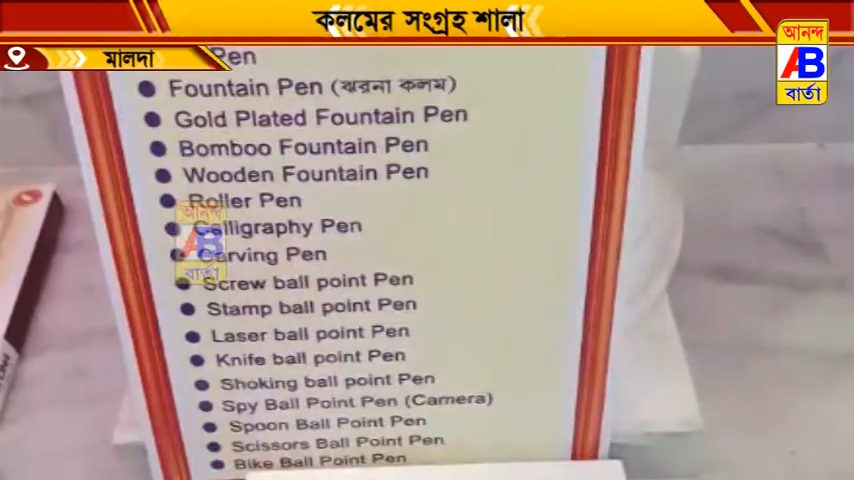 কলমের সংগ্রহ শালা
মালদা
আনন্দ
AB
বার্তা
Pen
Fountain Pen (ঝরনা কলম)
Gold Plated Fountain Pen
Bomboo Fountain Pen
Wooden Fountain Pen
Roller Pen
Calligraphy Pen
Carving Pen
Screw ball point Pen
Stamp ball point Pen
Laser ball point Pen
Knife ball point Pen
Shoking ball point Pen
Spy Ball Point Pen (Camera)
Spoon Ball Point Pen
Scissors Ball Point Pen
Bike Ball Point Pen
আনন্দ
AB
বার্তা